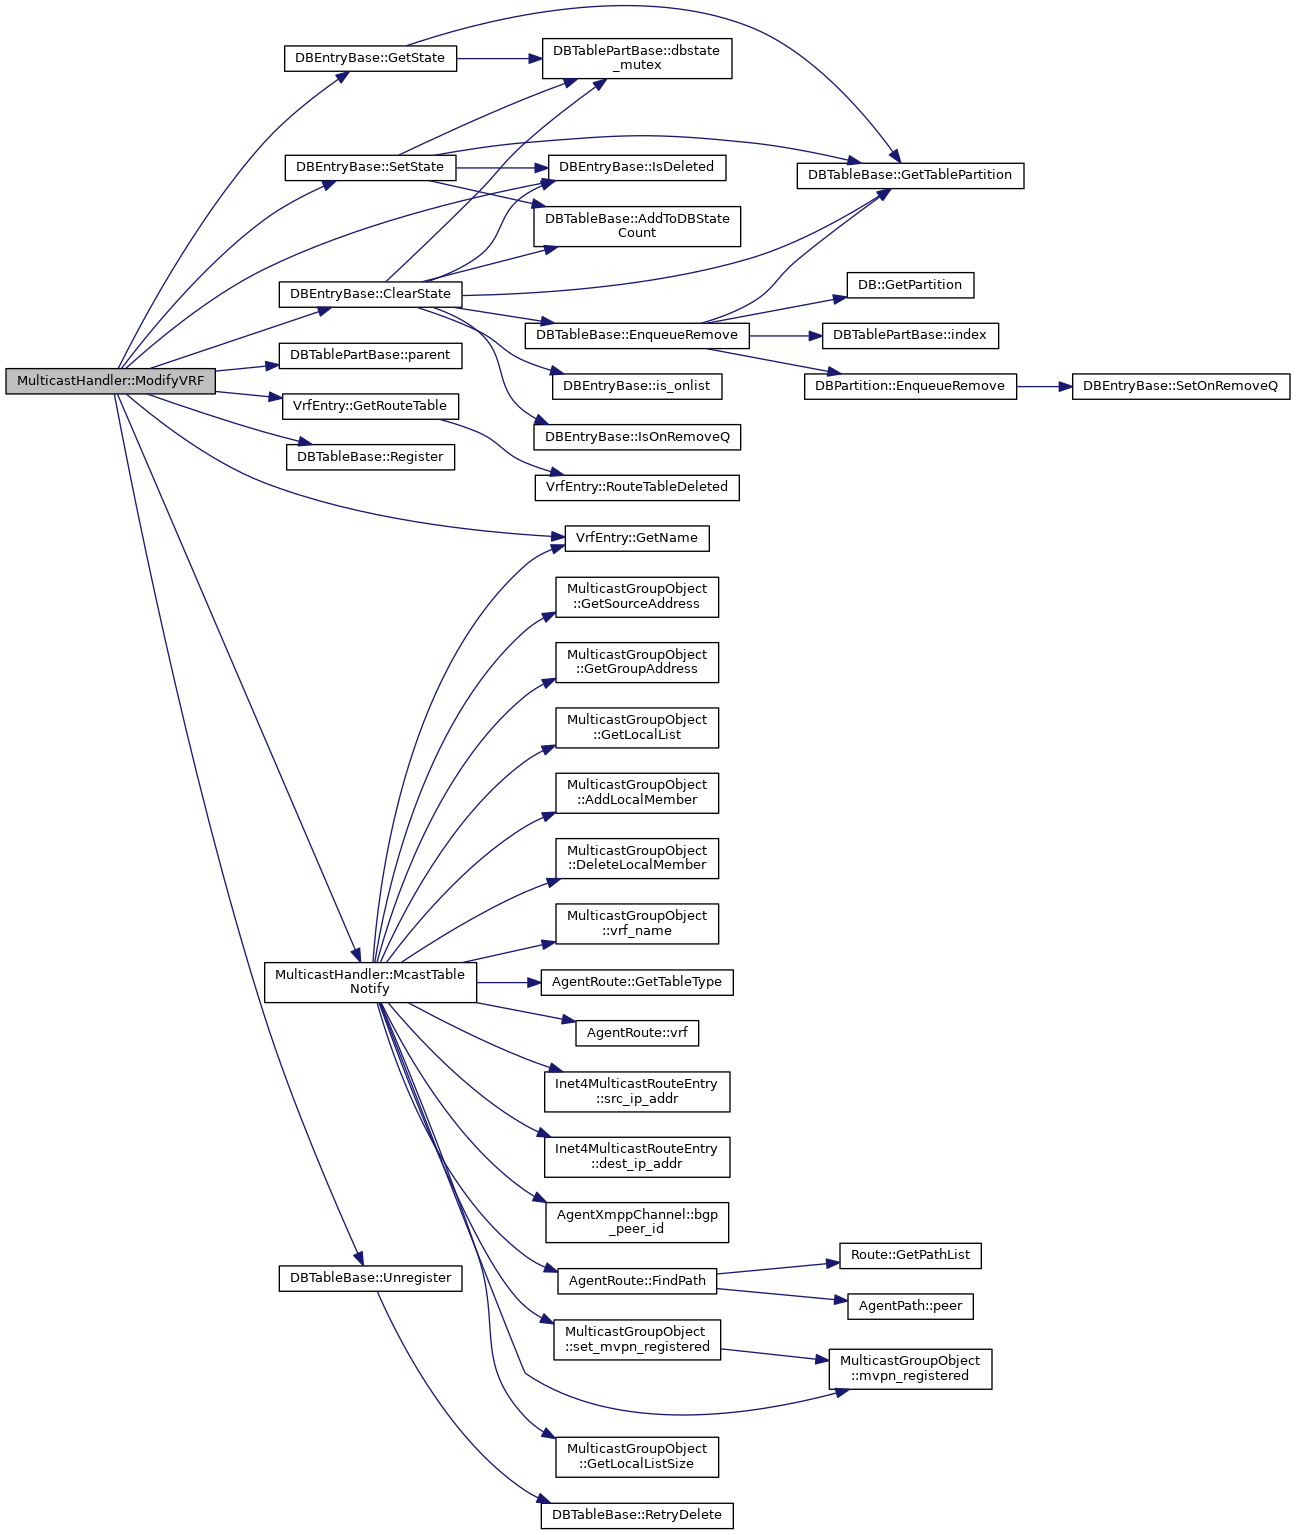 MulticastHandler::ModifyVRF
DBEntryBase::GetState
DBEntryBase::SetState
DBEntryBase::ClearState
DBTablePartBase::parent
VrfEntry::GetRouteTable
DBTableBase::Register
MulticastHandler::McastTable
Notify
DBTableBase::Unregister
DBTablePartBase::dbstate
_mutex
DBEntryBase::IsDeleted
DBTableBase::AddToDBState
Count
DBTableBase::EnqueueRemove
DBEntryBase::is_onlist
DBEntryBase::IsOnRemoveQ
VrfEntry::RouteTableDeleted
VrfEntry::GetName
MulticastGroupObject
::GetSourceAddress
MulticastGroupObject
::GetGroupAddress
MulticastGroupObject
::GetLocalList
MulticastGroupObject
::AddLocalMember
MulticastGroupObject
::DeleteLocalMember
MulticastGroupObject
::vrf_name
AgentRoute::GetTableType
AgentRoute::vrf
Inet4MulticastRouteEntry
::src_ip_addr
Inet4MulticastRouteEntry
::dest_ip_addr
AgentXmppChannel::bgp
_peer_id
AgentRoute::FindPath
MulticastGroupObject
::set_mvpn_registered
MulticastGroupObject
::GetLocalListSize
DBTableBase::RetryDelete
DBTableBase::GetTablePartition
DB::GetPartition
DBTablePartBase::index
DBPartition::EnqueueRemove
Route::GetPathList
AgentPath::peer
MulticastGroupObject
::mvpn_registered
DBEntryBase::SetOnRemoveQ